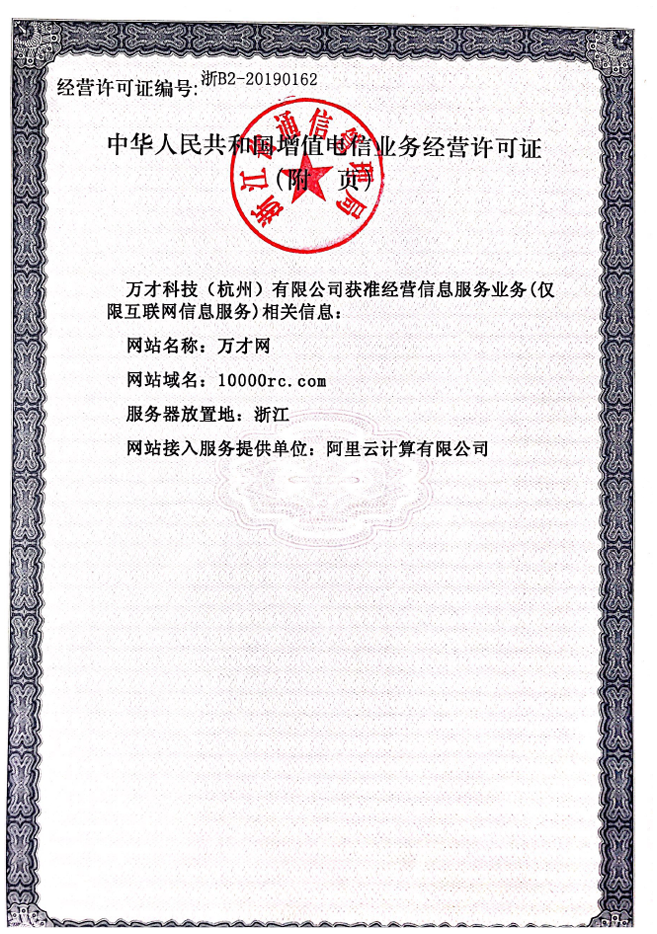 经营许可证编号:浙B2-20190162
中华人民共和国增值电信业务经营许可证
(附 页)
浙江省通信管理局
万才科技（杭州）有限公司获准经营信息服务业务(仅
限互联网信息服务)相关信息：
网站名称：万才网
网站域名：10000rc.com
服务器放置地：浙江
网站接入服务提供单位：阿里云计算有限公司